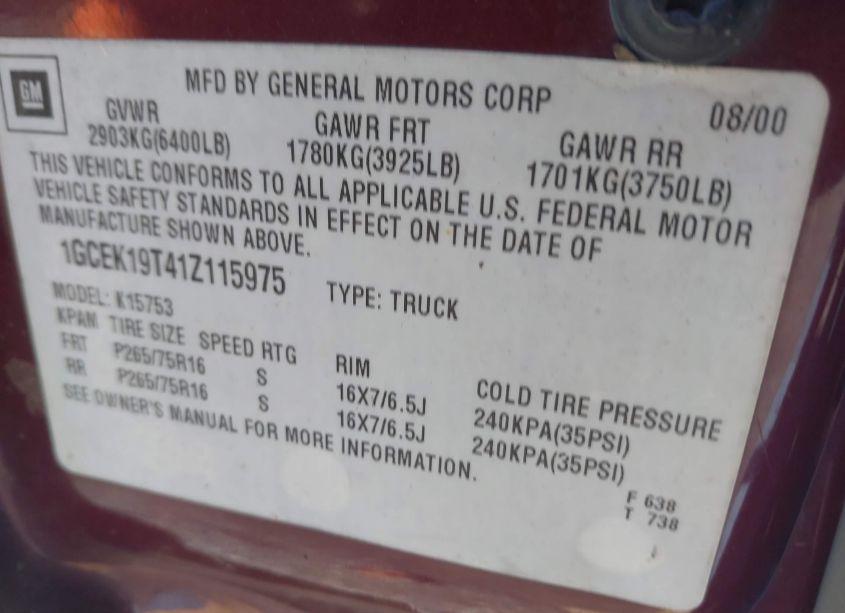 GM
MFD BY GENERAL MOTORS CORP
08/00
GVWR GAWR FRT GAWR RR
2903KG(6400LB) 1780KG(3925LB) 1701KG(3750LB)
THIS VEHICLE CONFORMS TO ALL APPLICABLE U.S. FEDERAL MOTOR
VEHICLE SAFETY STANDARDS IN EFFECT ON THE DATE OF
MANUFACTURE SHOWN ABOVE.
1GCEK19T41Z115975 TYPE: TRUCK
MODEL: K15753
KPAM TIRE SIZE SPEED RTG RIM COLD TIRE PRESSURE
FRT P265/75R16 S 16X7/6.5J 240KPA(35PSI)
RR P265/75R16 S 16X7/6.5J 240KPA(35PSI)
SEE OWNER'S MANUAL FOR MORE INFORMATION.
F 638
T 738